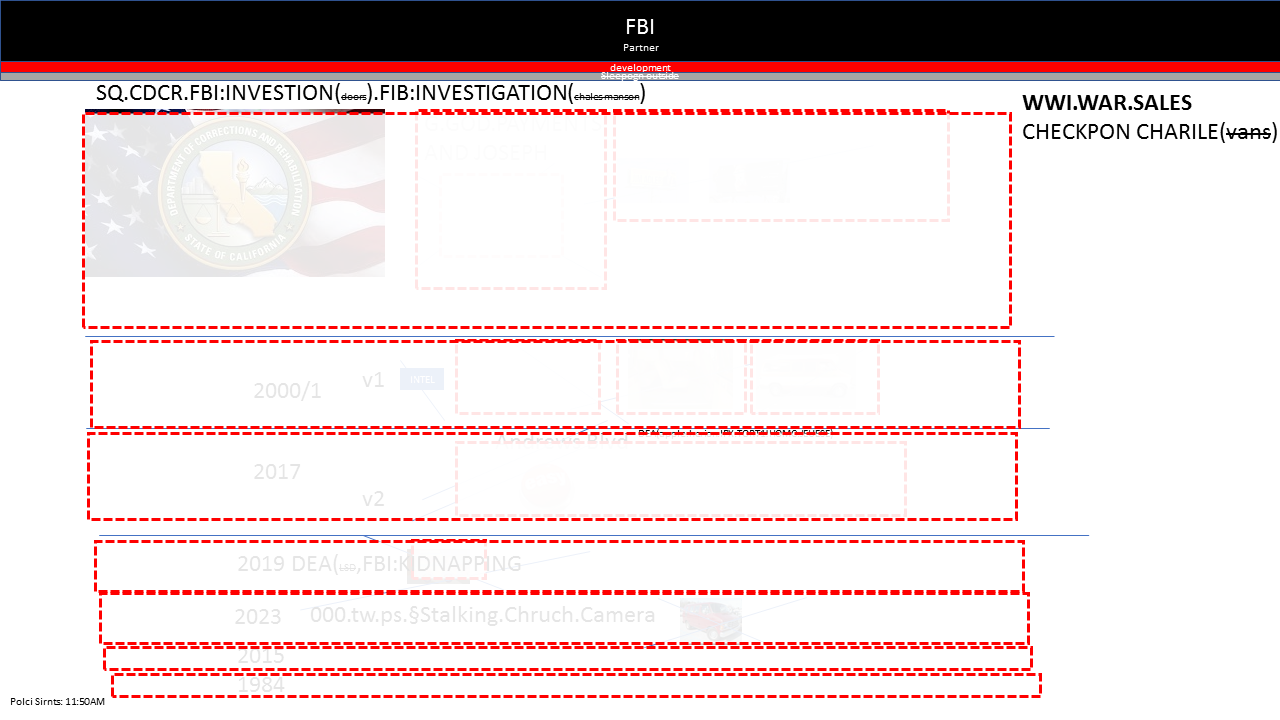 FBI
Partner
development
Sleepogn outside
SQ.CDCR.FBI:INVESTION(doors).FIB:INVESTIGATION(chales manson)
WWI.WAR.SALES
CHECKPON CHARILE(vans)
DEPARTMENT OF CORRECTIONS AND REHABILITATION
STATE OF CALIFORNIA
AND JOSEPH
2000/1
v1
INTEL
2017
v2
2019 DEA(LSD,FBI:KIDNAPPING
2023
000.tw.ps.§Stalking.Chruch.Camera
2015
1984
Polci Sirnts: 11:50AM